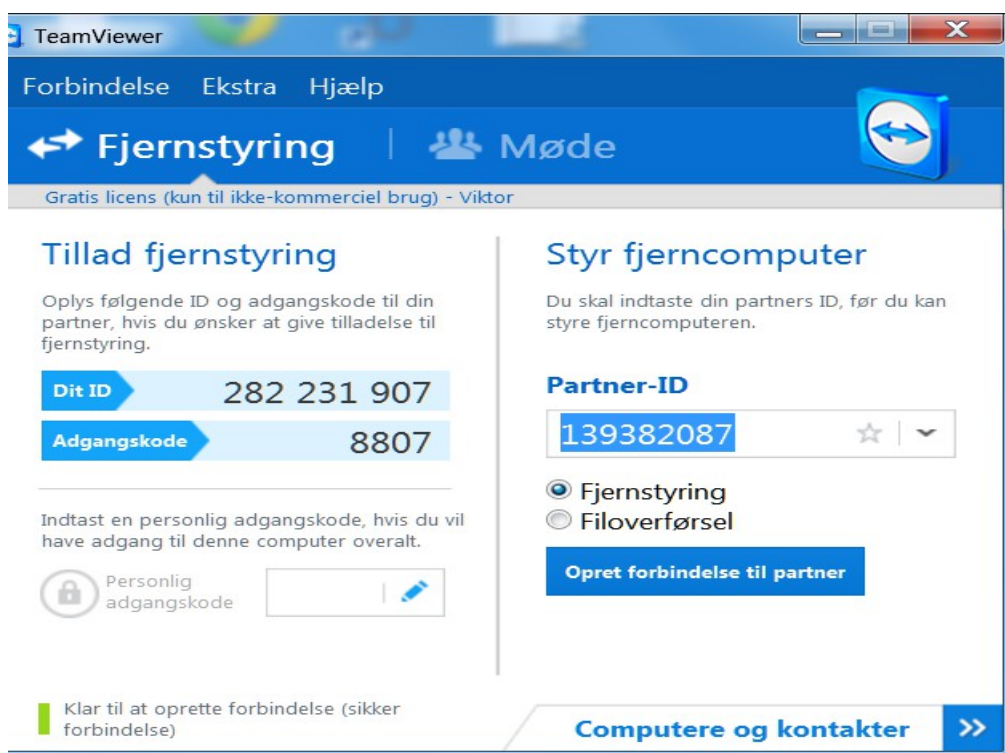 TeamViewer
Forbindelse Ekstra Hjælp
Fjernstyring Møde
Gratis licens (kun til ikke-kommerciel brug) - Viktor
Tillad fjernstyring
Oplys følgende ID og adgangskode til din
partner, hvis du ønsker at give tilladelse til
fjernstyring.
Dit ID 282 231 907
Adgangskode 8807
Indtast en personlig adgangskode, hvis du vil
have adgang til denne computer overalt.
Personlig
adgangskode
Styr fjerncomputer
Du skal indtaste din partners ID, før du kan
styre fjerncomputeren.
Partner-ID
139382087
Fjernstyring
Filoverførsel
Opret forbindelse til partner
Klar til at oprette forbindelse (sikker
forbindelse)
Computere og kontakter